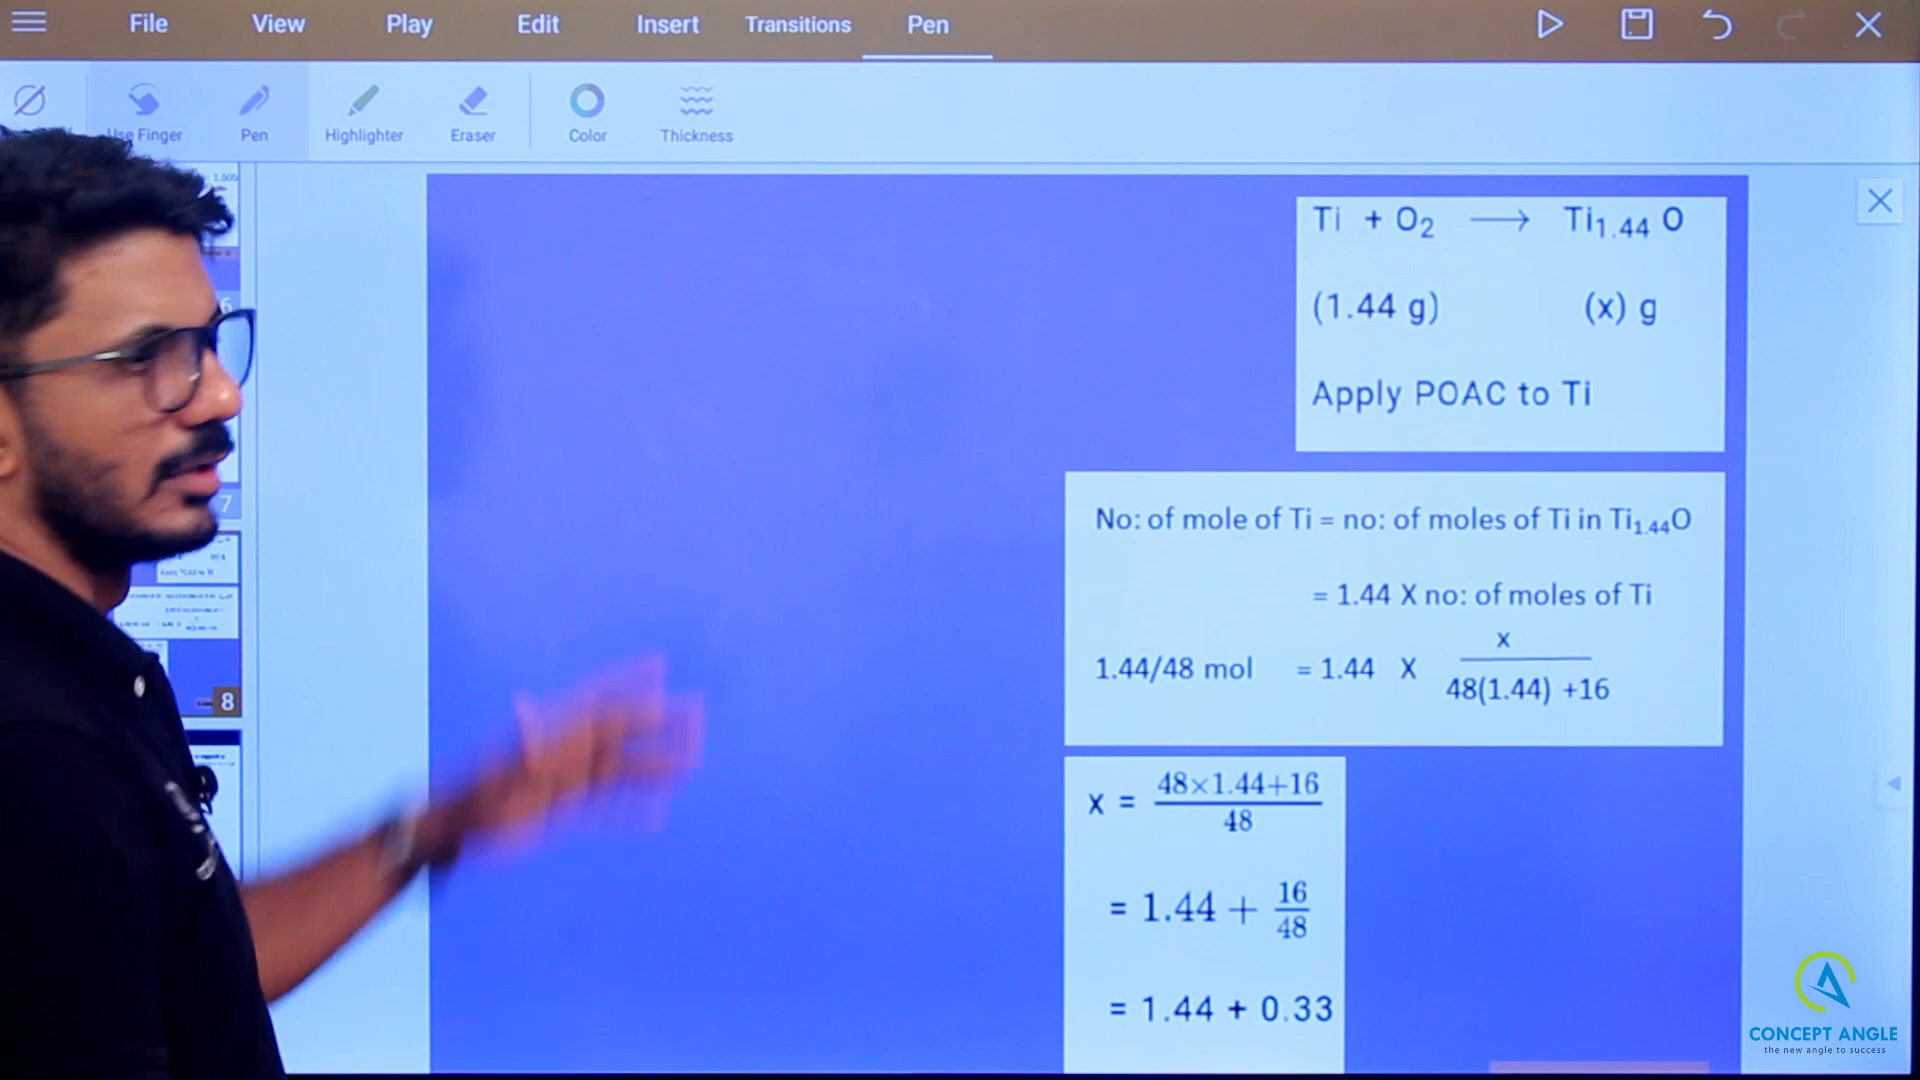 File View Play Edit Insert Transitions Pen
Use Finger Pen Highlighter Eraser Color Thickness
Ti + O2 ⟶ Ti1.44 O
(1.44 g) (x) g
Apply POAC to Ti
No: of mole of Ti = no: of moles of Ti in Ti1.44O
= 1.44 X no: of moles of Ti
1.44/48 mol = 1.44 X x / 48(1.44) +16
x = 48×1.44+16 / 48
= 1.44 + 16/48
= 1.44 + 0.33
6
7
8
CONCEPT ANGLE
the new angle to success